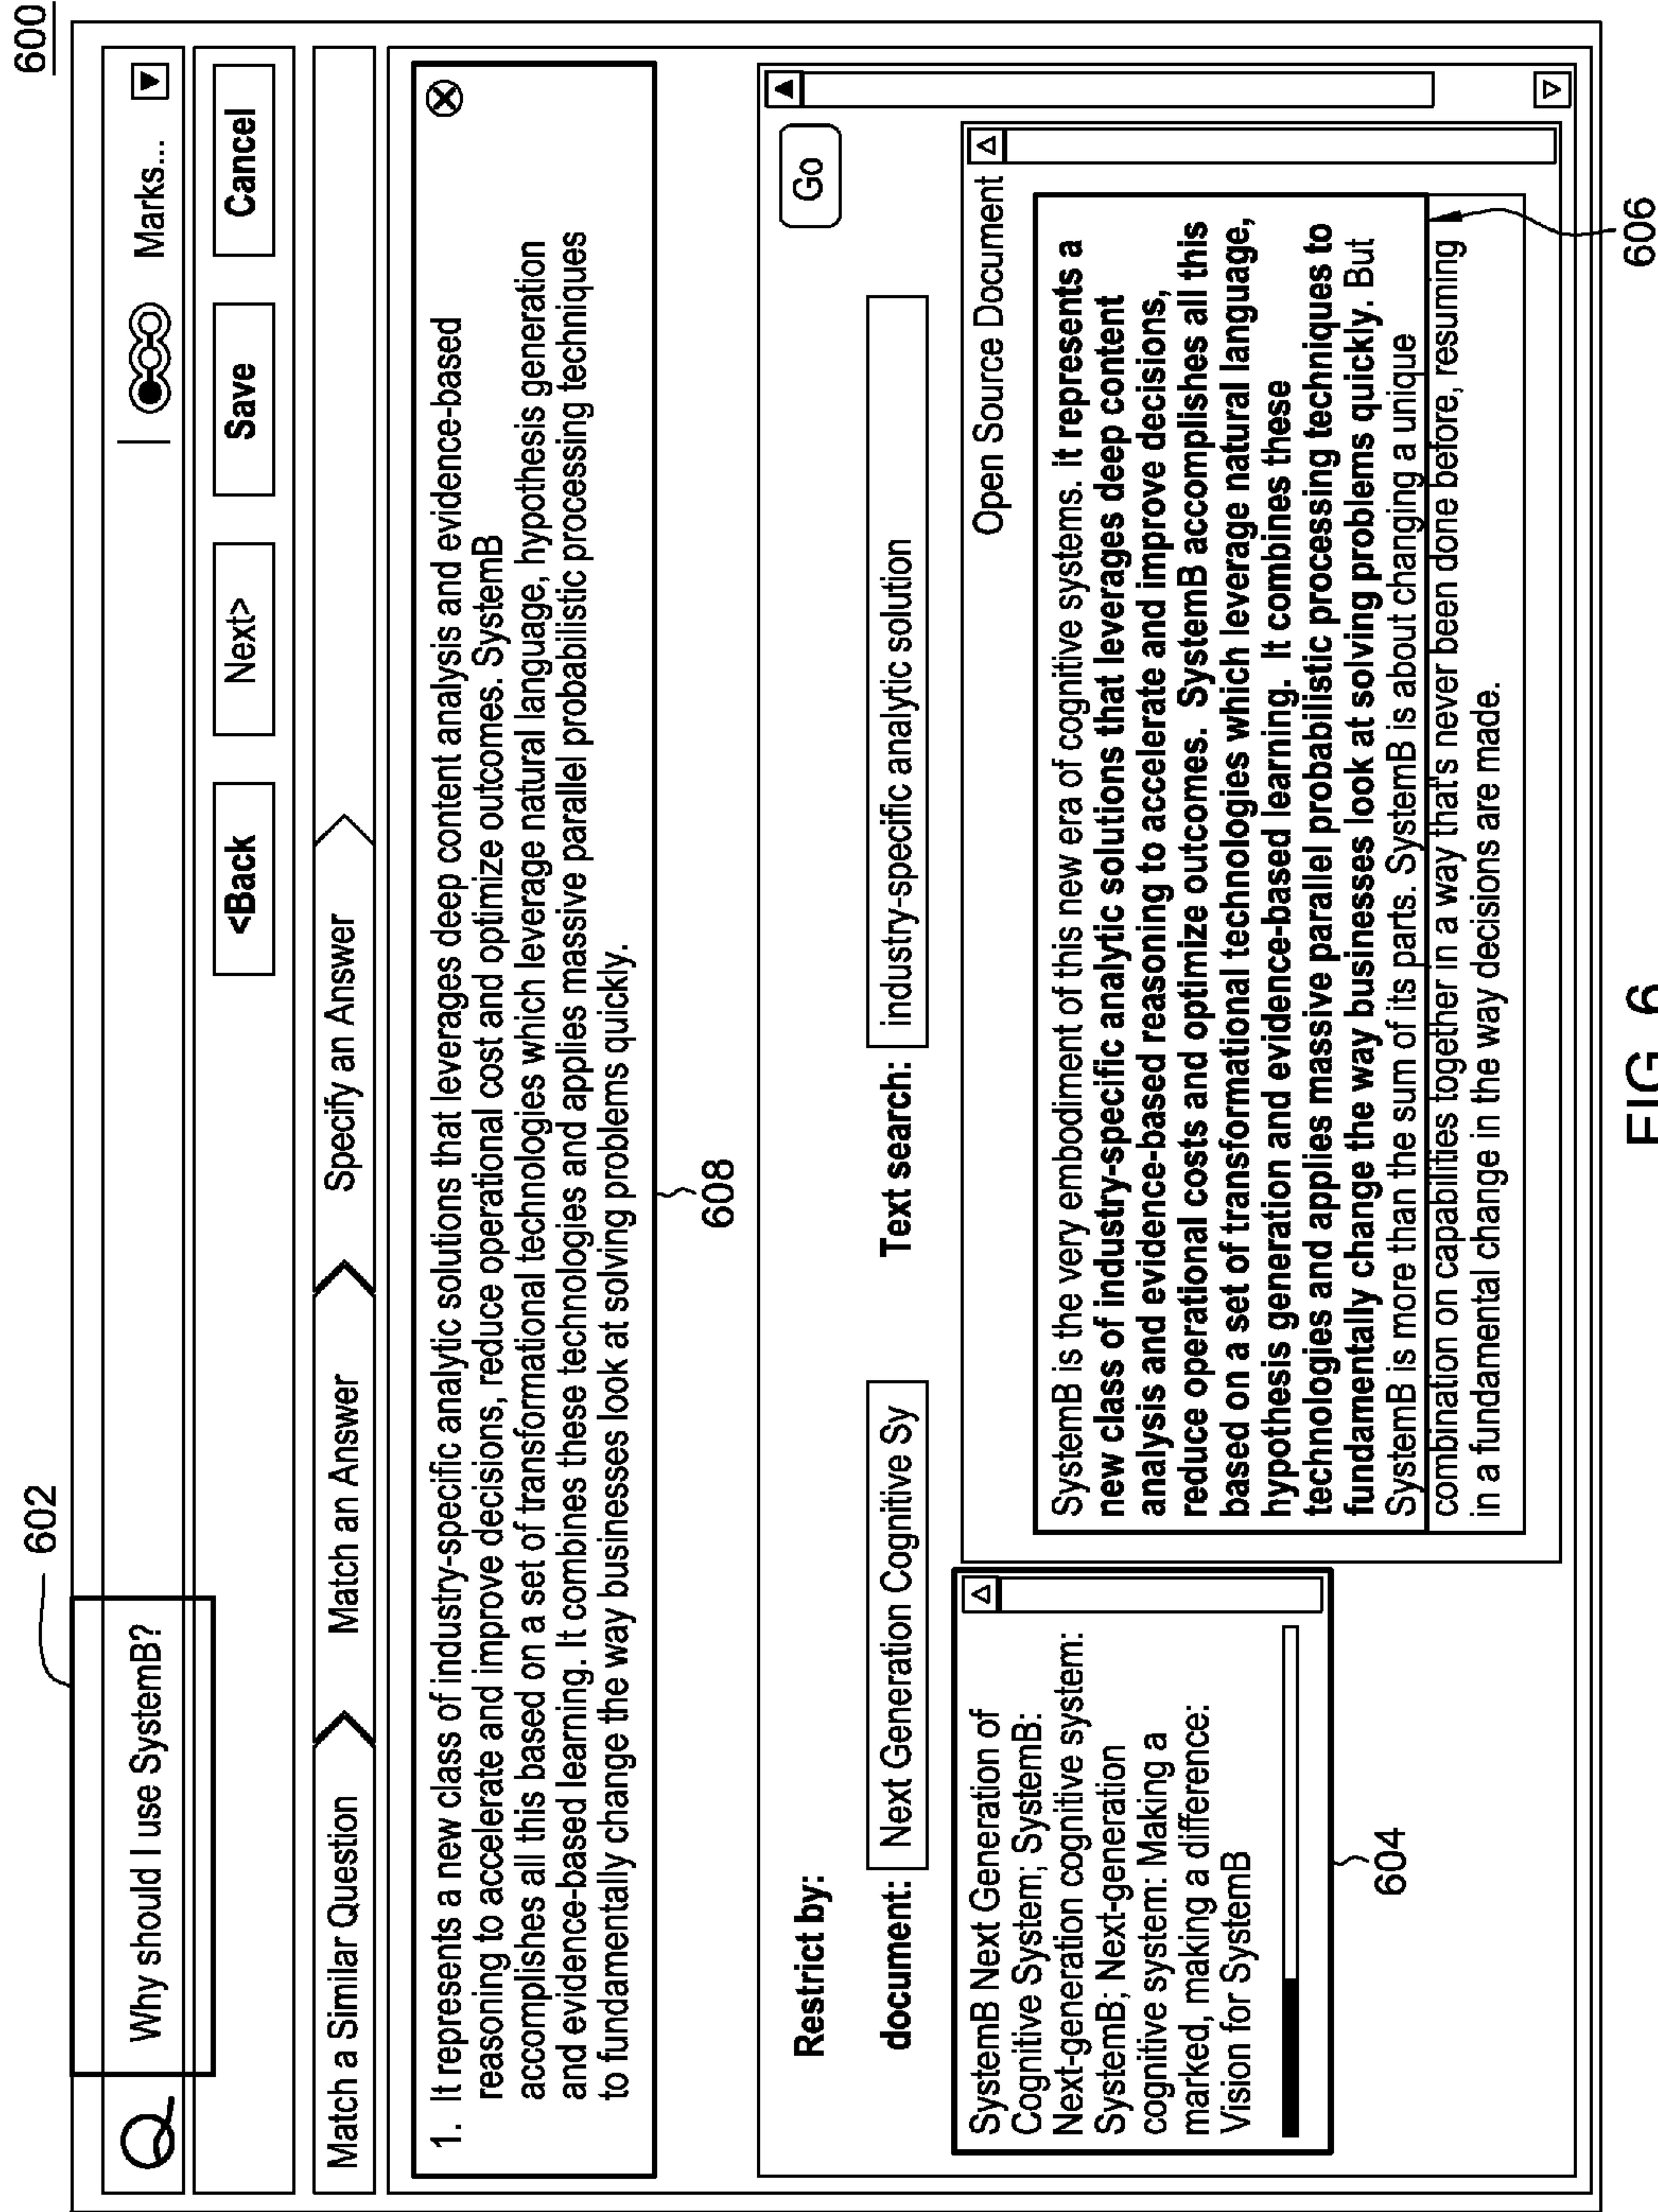 600
602
Q Why should I use SystemB? Marks...
<Back Next> Save Cancel
Match a Similar Question Match an Answer Specify an Answer
1. It represents a new class of industry-specific analytic solutions that leverages deep content analysis and evidence-based
reasoning to accelerate and improve decisions, reduce operational cost and optimize outcomes. SystemB
accomplishes all this based on a set of transformational technologies which leverage natural language, hypothesis generation
and evidence-based learning. It combines these technologies and applies massive parallel probabilistic processing techniques
to fundamentally change the way businesses look at solving problems quickly.
608
Restrict by:
Go
document: Next Generation Cognitive Sy Text search: industry-specific analytic solution
SystemB Next Generation of
Cognitive System; SystemB:
Next-generation cognitive system:
SystemB; Next-generation
cognitive system: Making a
marked, making a difference:
Vision for SystemB
604
Open Source Document
SystemB is the very embodiment of this new era of cognitive systems. it represents a
new class of industry-specific analytic solutions that leverages deep content
analysis and evidence-based reasoning to accelerate and improve decisions,
reduce operational costs and optimize outcomes. SystemB accomplishes all this
based on a set of transformational technologies which leverage natural language,
hypothesis generation and evidence-based learning. It combines these
technologies and applies massive parallel probabilistic processing techniques to
fundamentally change the way businesses look at solving problems quickly. But
SystemB is more than the sum of its parts. SystemB is about changing a unique
combination on capabilities together in a way that's never been done before, resuming
in a fundamental change in the way decisions are made.
606
FIG. 6